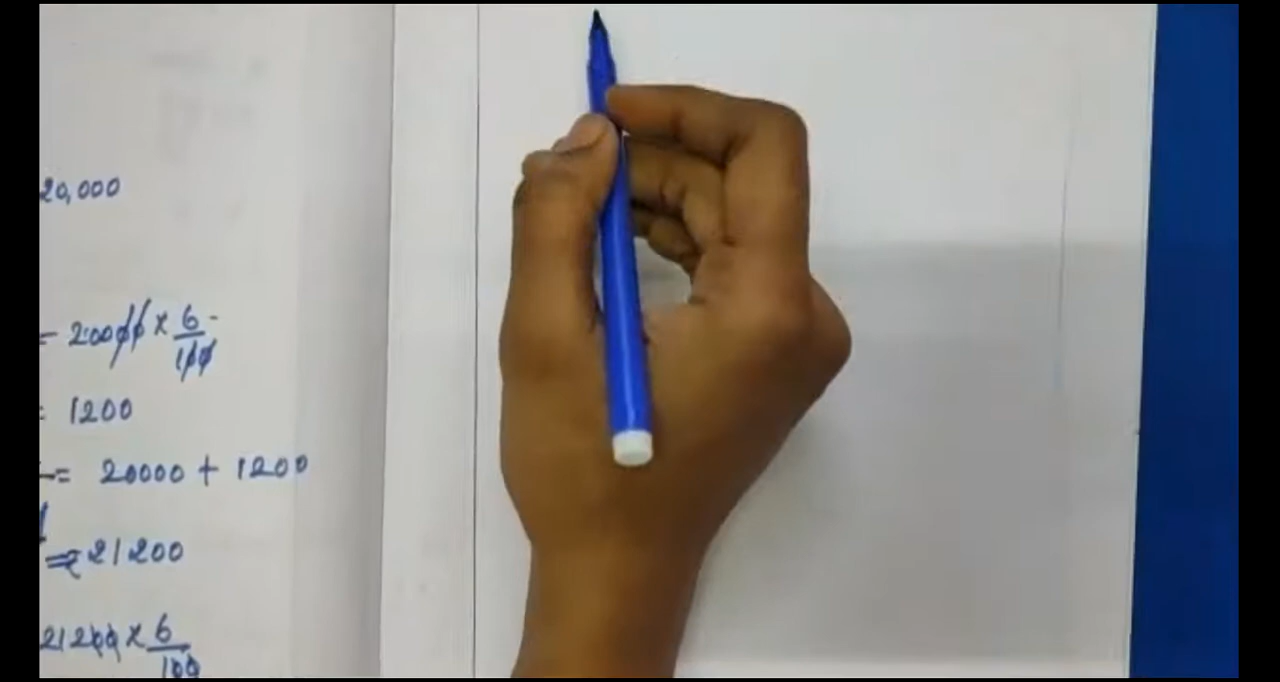 20,000
= 20000 × 6/100
= 1200
= 20000 + 1200
= 21200
21200 × 6/100